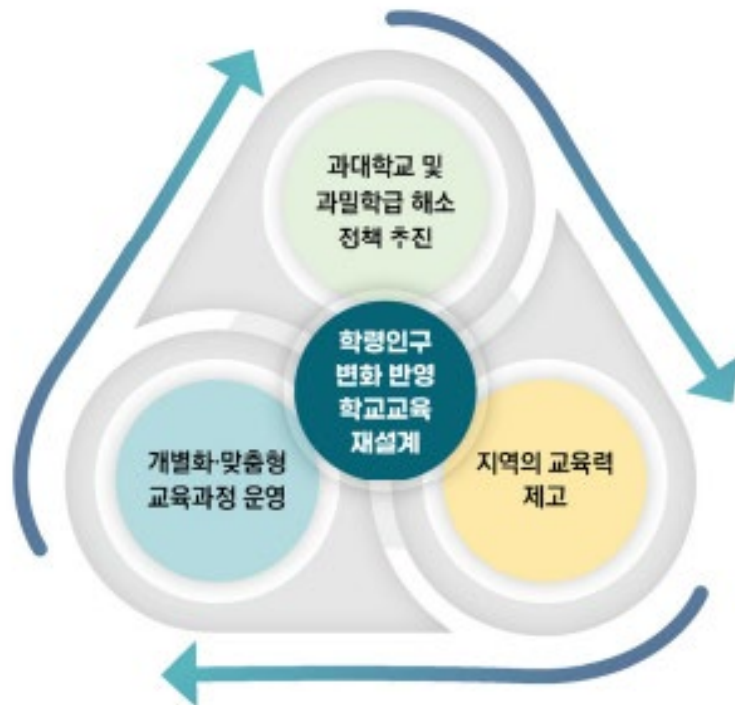 과대학교 및
과밀학급 해소
정책 추진
학령인구
변화 반영
학교교육
재설계
개별화·맞춤형
교육과정 운영
지역의 교육력
제고